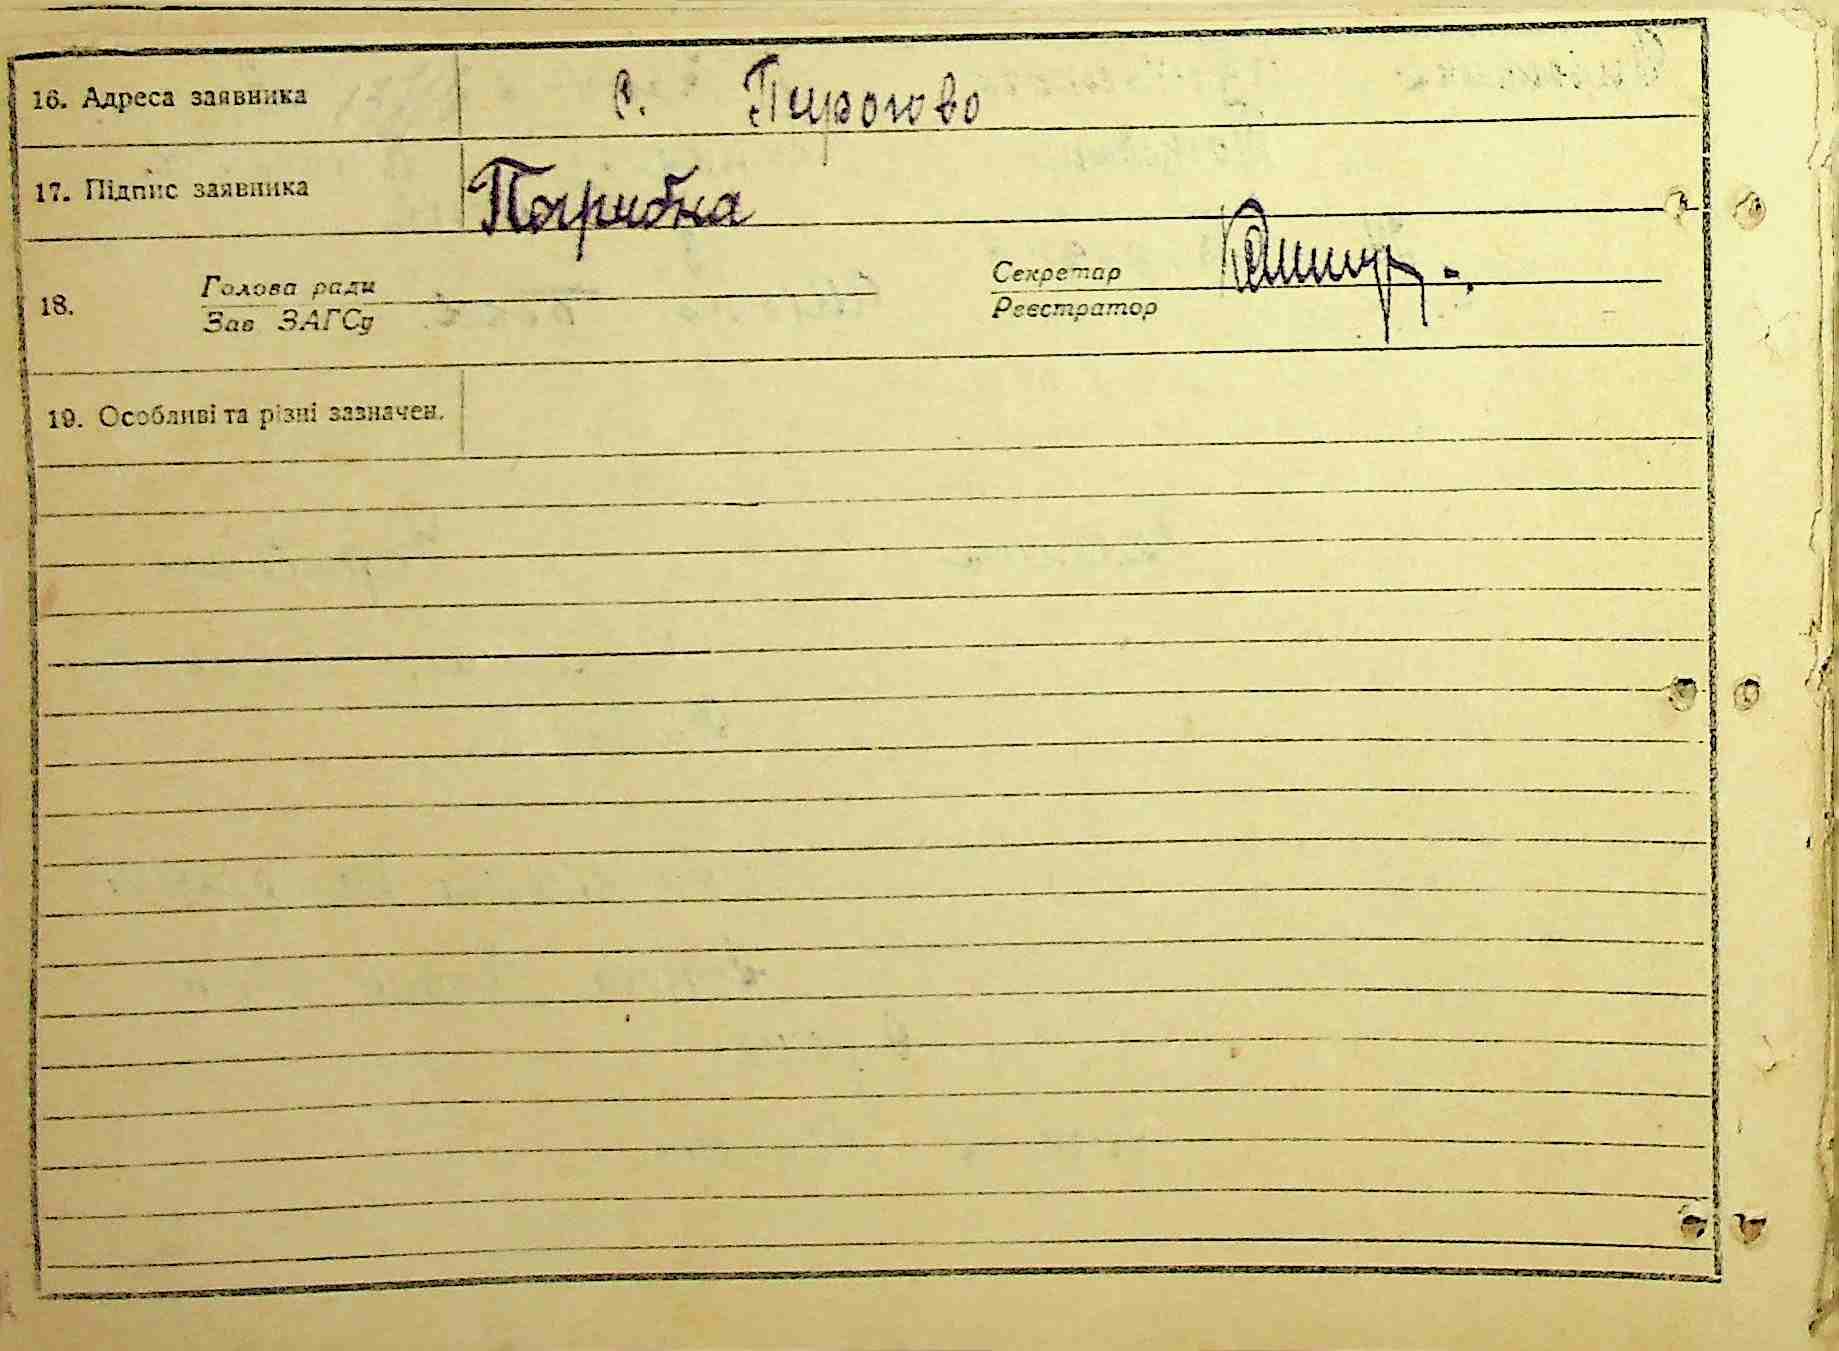 16. Адреса заявника с. Пирогово
17. Підпис заявника Погрибна
18. Голова ради Секретар
Зав ЗАГСу Реєстратор
19. Особливі та різні зазначен.